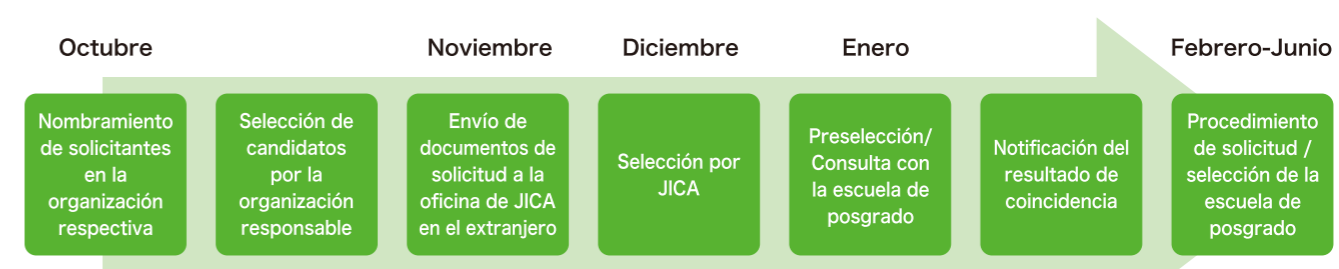 Octubre
Noviembre
Diciembre
Enero
Febrero-Junio
Nombramiento
de solicitantes
en la
organización
respectiva
Selección de
candidatos
por la
organización
responsable
Envío de
documentos de
solicitud a la
oficina de JICA
en el extranjero
Selección por
JICA
Preselección/
Consulta con
la escuela de
posgrado
Notificación del
resultado de
coincidencia
Procedimiento
de solicitud /
selección de la
escuela de
posgrado